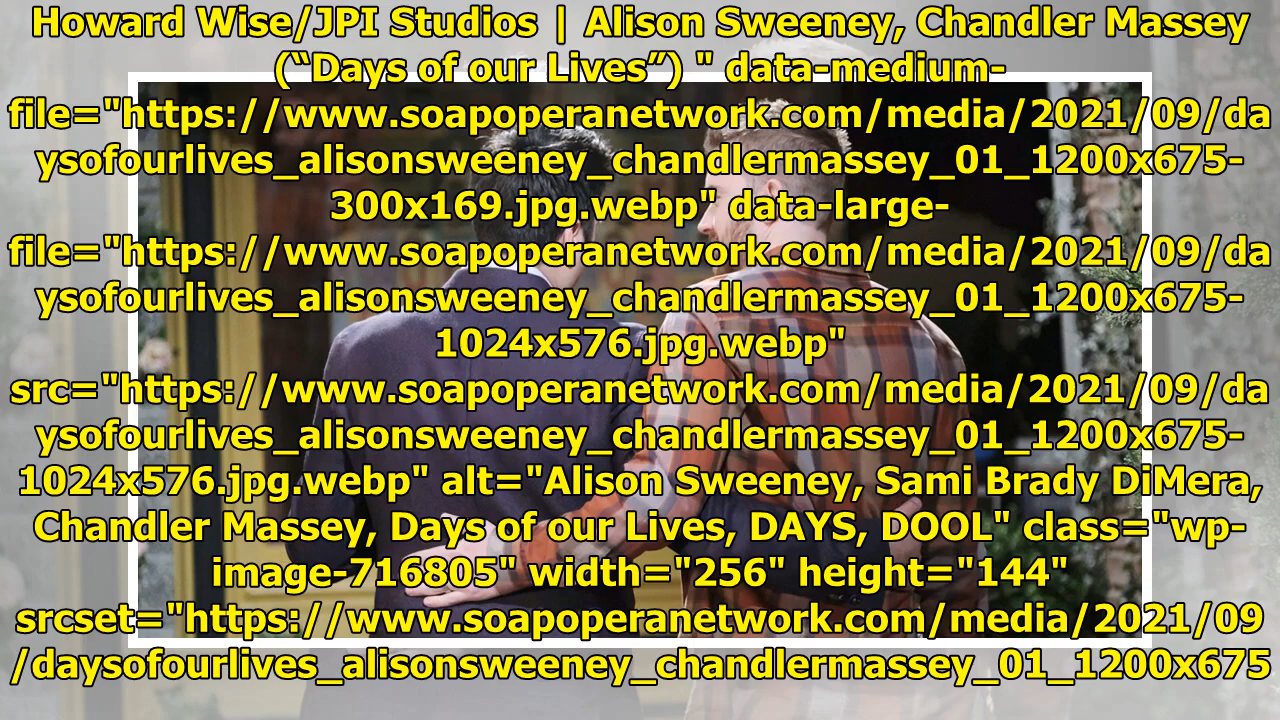 Howard Wise/JPI Studios | Alison Sweeney, Chandler Massey
(“Days of our Lives”) " data-medium-
file="https://www.soapoperanetwork.com/media/2021/09/da
ysofourlives_alisonsweeney_chandlermassey_01_1200x675-
300x169.jpg.webp" data-large-
file="https://www.soapoperanetwork.com/media/2021/09/da
ysofourlives_alisonsweeney_chandlermassey_01_1200x675-
1024x576.jpg.webp"
src="https://www.soapoperanetwork.com/media/2021/09/da
ysofourlives_alisonsweeney_chandlermassey_01_1200x675-
1024x576.jpg.webp" alt="Alison Sweeney, Sami Brady DiMera,
Chandler Massey, Days of our Lives, DAYS, DOOL" class="wp-
image-716805" width="256" height="144"
srcset="https://www.soapoperanetwork.com/media/2021/09
/daysofourlives_alisonsweeney_chandlermassey_01_1200x675